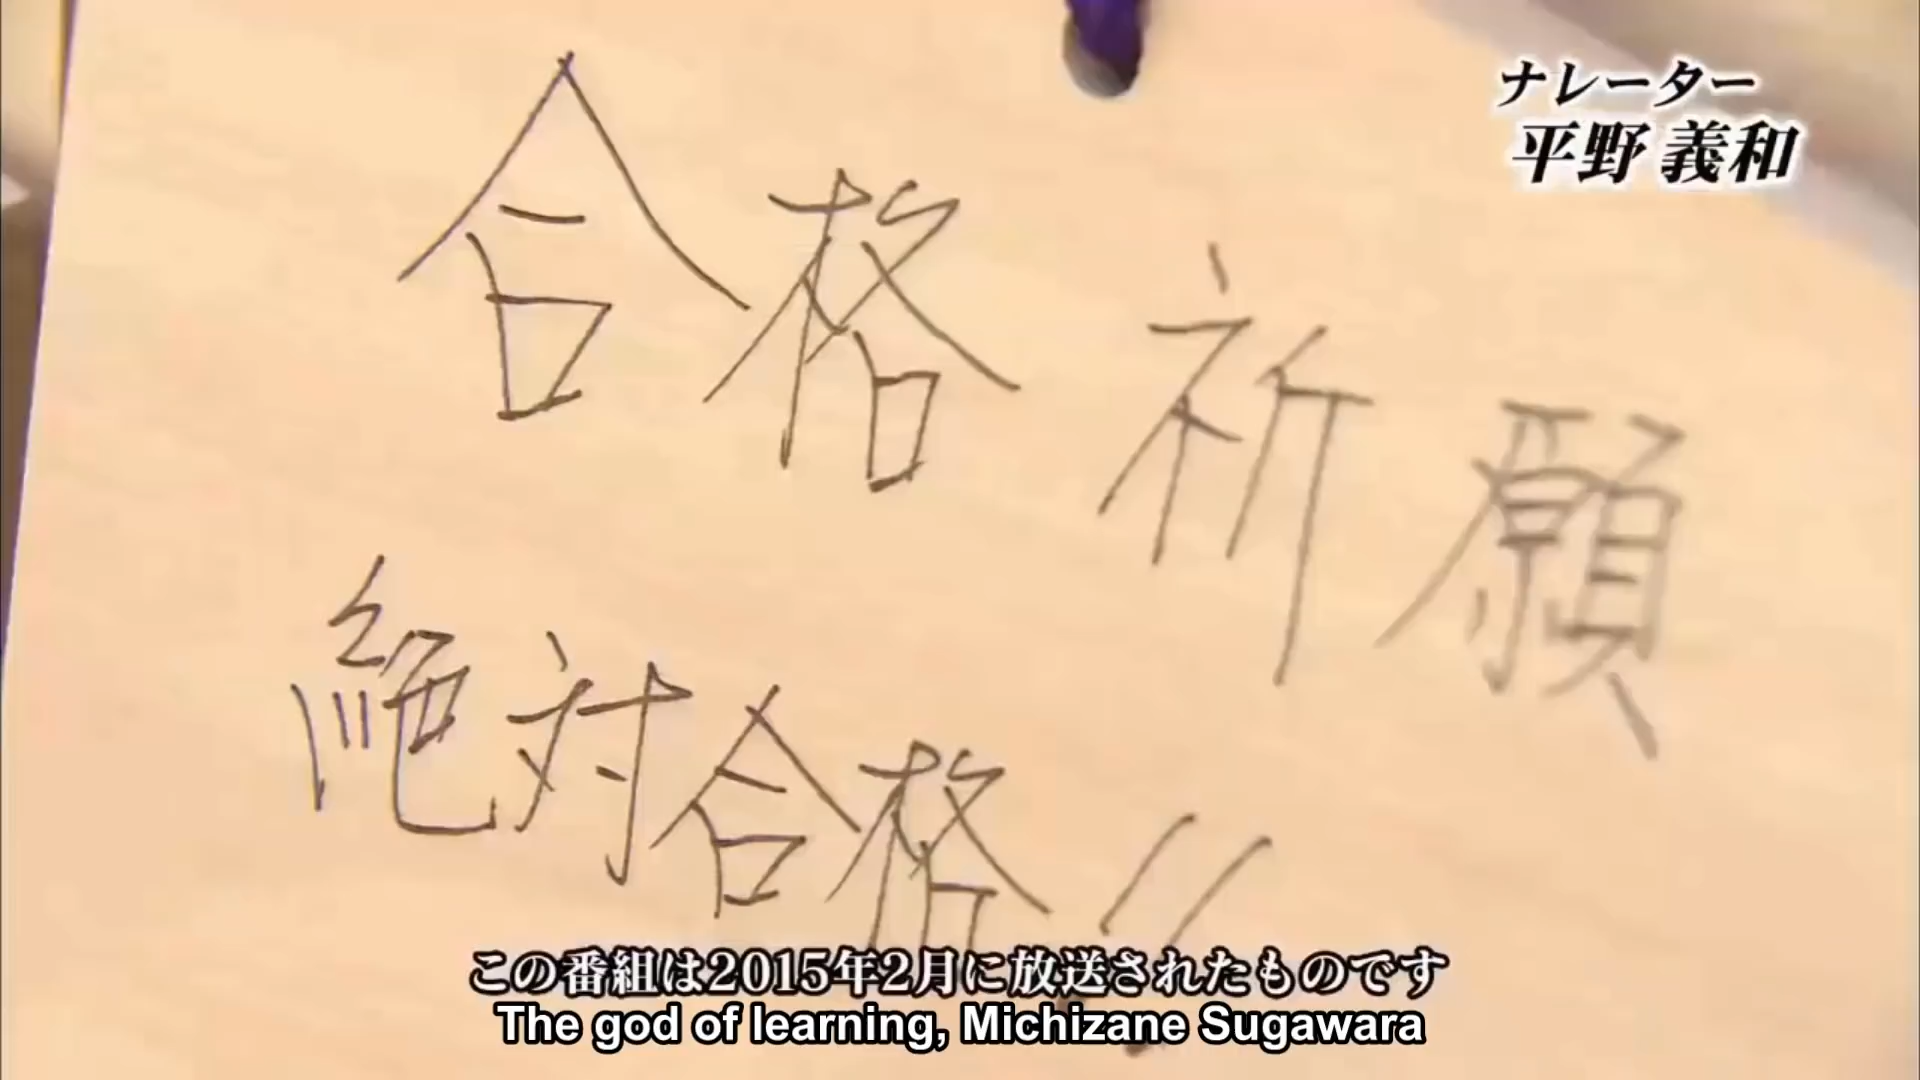 ナレーター
平野 義和
合格祈願
絶対合格!!
この番組は2015年2月に放送されたものです
The god of learning, Michizane Sugawara